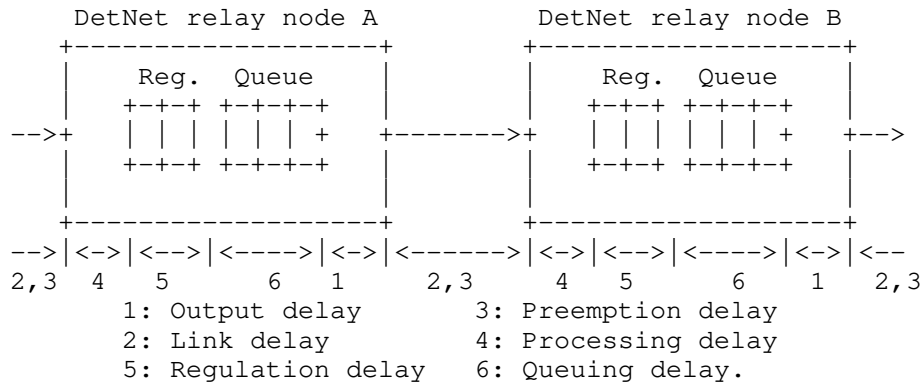 DetNet relay node A          DetNet relay node B
   +-------------------+        +-------------------+
   |    Reg.  Queue    |        |    Reg.  Queue    |
   |   +-+-+ +-+-+-+   |        |   +-+-+ +-+-+-+   |
-->+   | | | | | | +   +------->+   | | | | | | +   +-->
   |   +-+-+ +-+-+-+   |        |   +-+-+ +-+-+-+   |
   |                   |        |                   |
   +-------------------+        +-------------------+
-->|<->|<-->|<---->|<->|<------>|<->|<-->|<---->|<->|<--
2,3  4   5     6     1    2,3     4   5     6     1  2,3
1: Output delay       3: Preemption delay
2: Link delay         4: Processing delay
5: Regulation delay   6: Queuing delay.